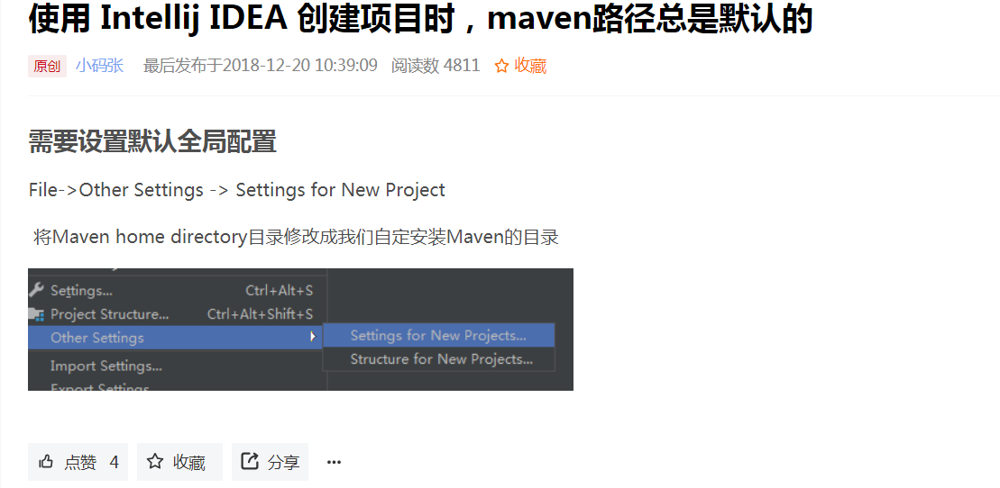 使用 Intellij IDEA 创建项目时，maven路径总是默认的
原创 小码张 最后发布于2018-12-20 10:39:09 阅读数 4811 收藏
需要设置默认全局配置
File->Other Settings -> Settings for New Project
将Maven home directory目录修改成我们自定安装Maven的目录
Settings... Ctrl+Alt+S
Project Structure... Ctrl+Alt+Shift+S
Other Settings Settings for New Projects...
Structure for New Projects...
Import Settings...
Export Settings
点赞 4 收藏 分享 ···